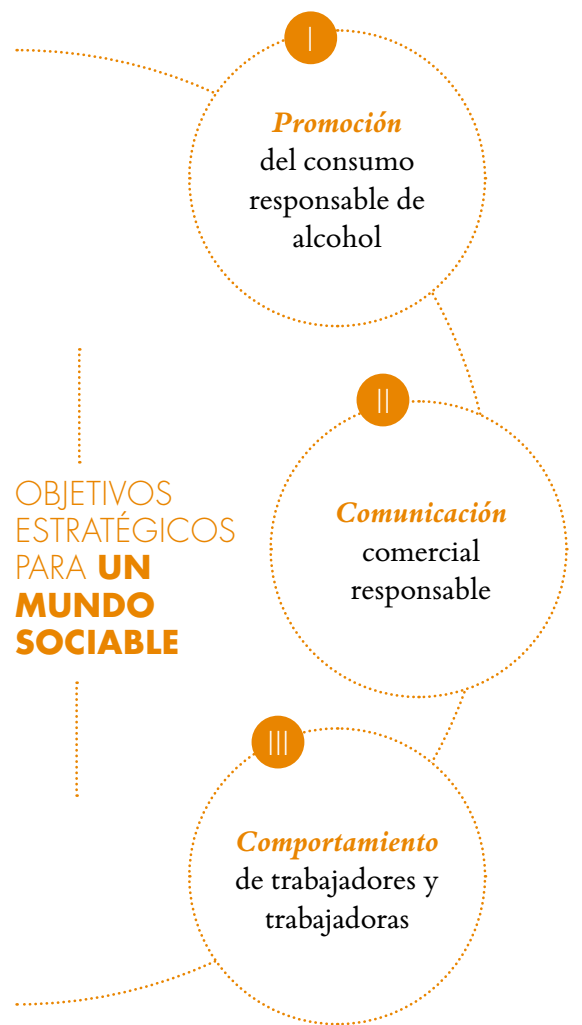 I
Promoción
del consumo
responsable de
alcohol
II
Comunicación
comercial
responsable
OBJETIVOS
ESTRATÉGICOS
PARA UN
MUNDO
SOCIABLE
III
Comportamiento
de trabajadores y
trabajadoras